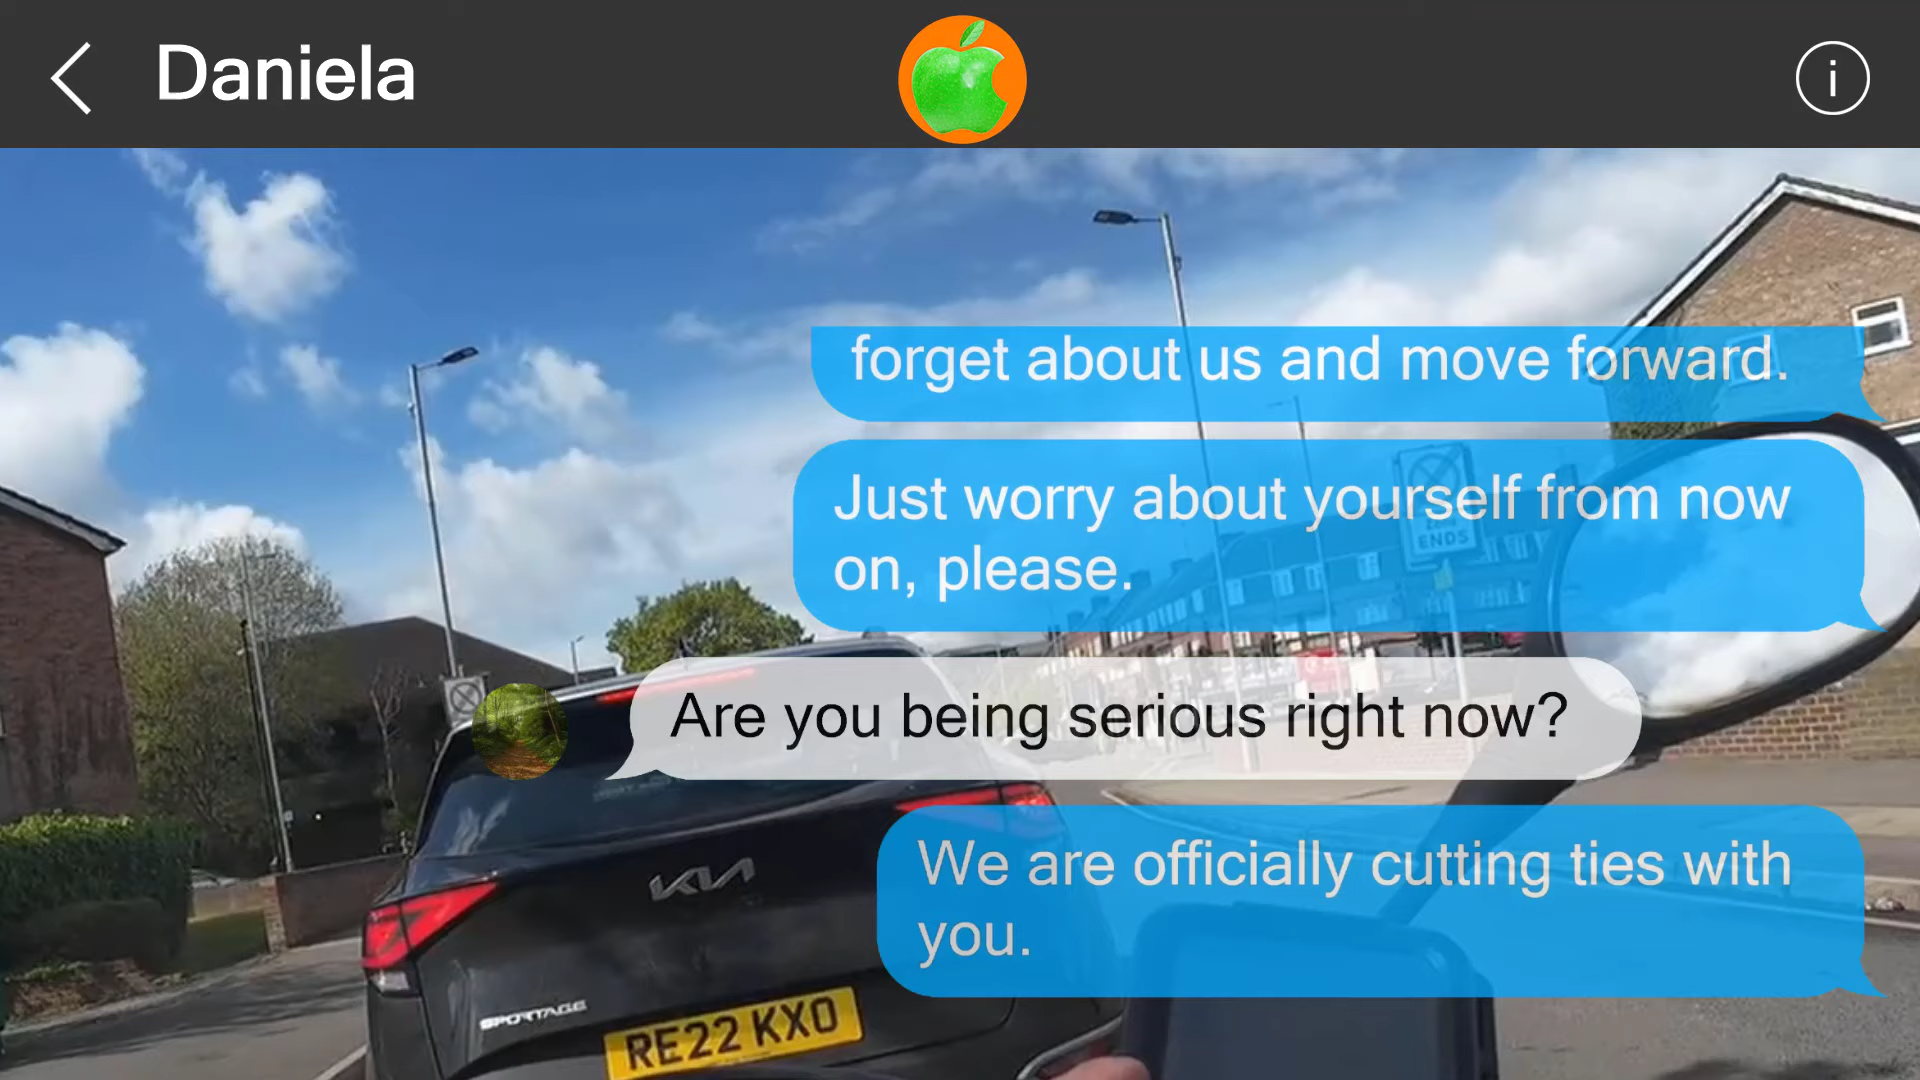 Daniela
i
forget about us and move forward.
Just worry about yourself from now
on, please.
ENDS
Are you being serious right now?
We are officially cutting ties with
you.
KIA
SPORTAGE
RE22 KXO